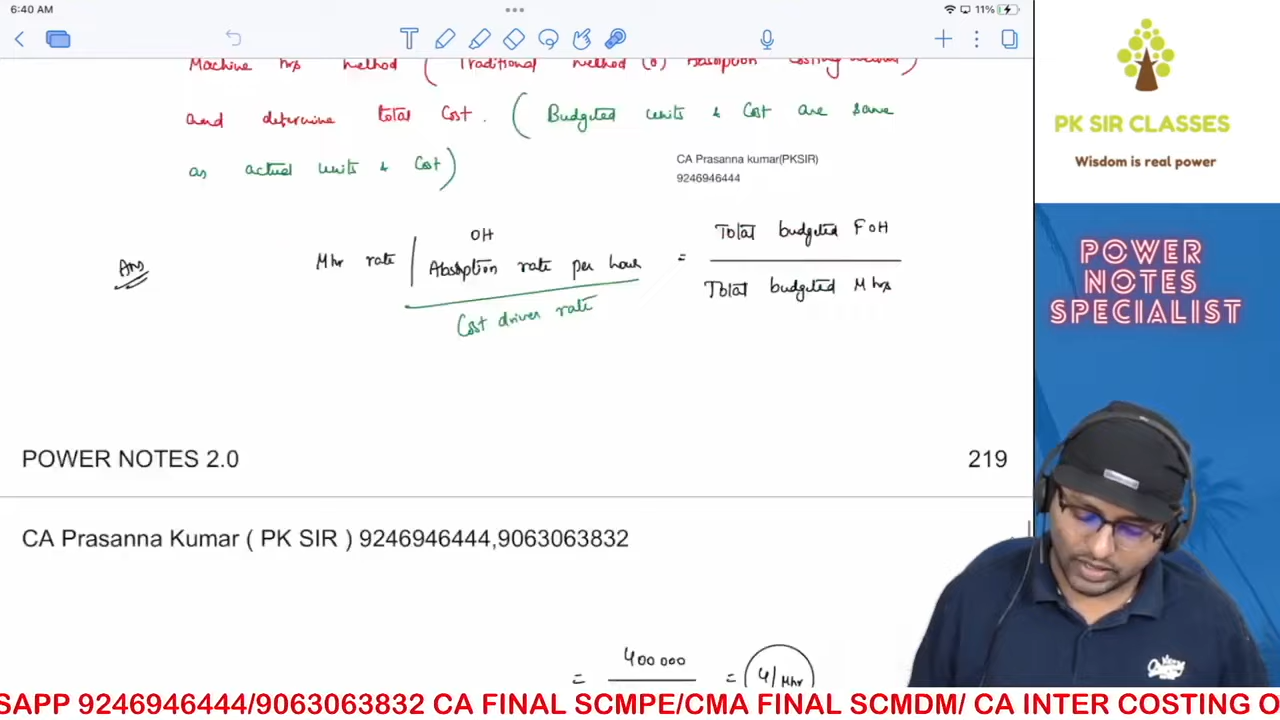 6:40 AM
11%
Machine hrs method ( Traditional method (or) Absorption costing method )
and determine total Cost. ( Budgeted units & Cost are same
as actual units & Cost )
CA Prasanna kumar(PKSIR)
9246946444
Ans
M hr rate | OH Absorption rate per hour = Total budgeted FOH
Total budgeted M hrs
Cost driver rate
POWER NOTES 2.0
219
CA Prasanna Kumar ( PK SIR ) 9246946444,9063063832
= 400 000 = 4/Mhr
PK SIR CLASSES
Wisdom is real power
POWER
NOTES
SPECIALIST
SAPP 9246946444/9063063832 CA FINAL SCMPE/CMA FINAL SCMDM/ CA INTER COSTING O